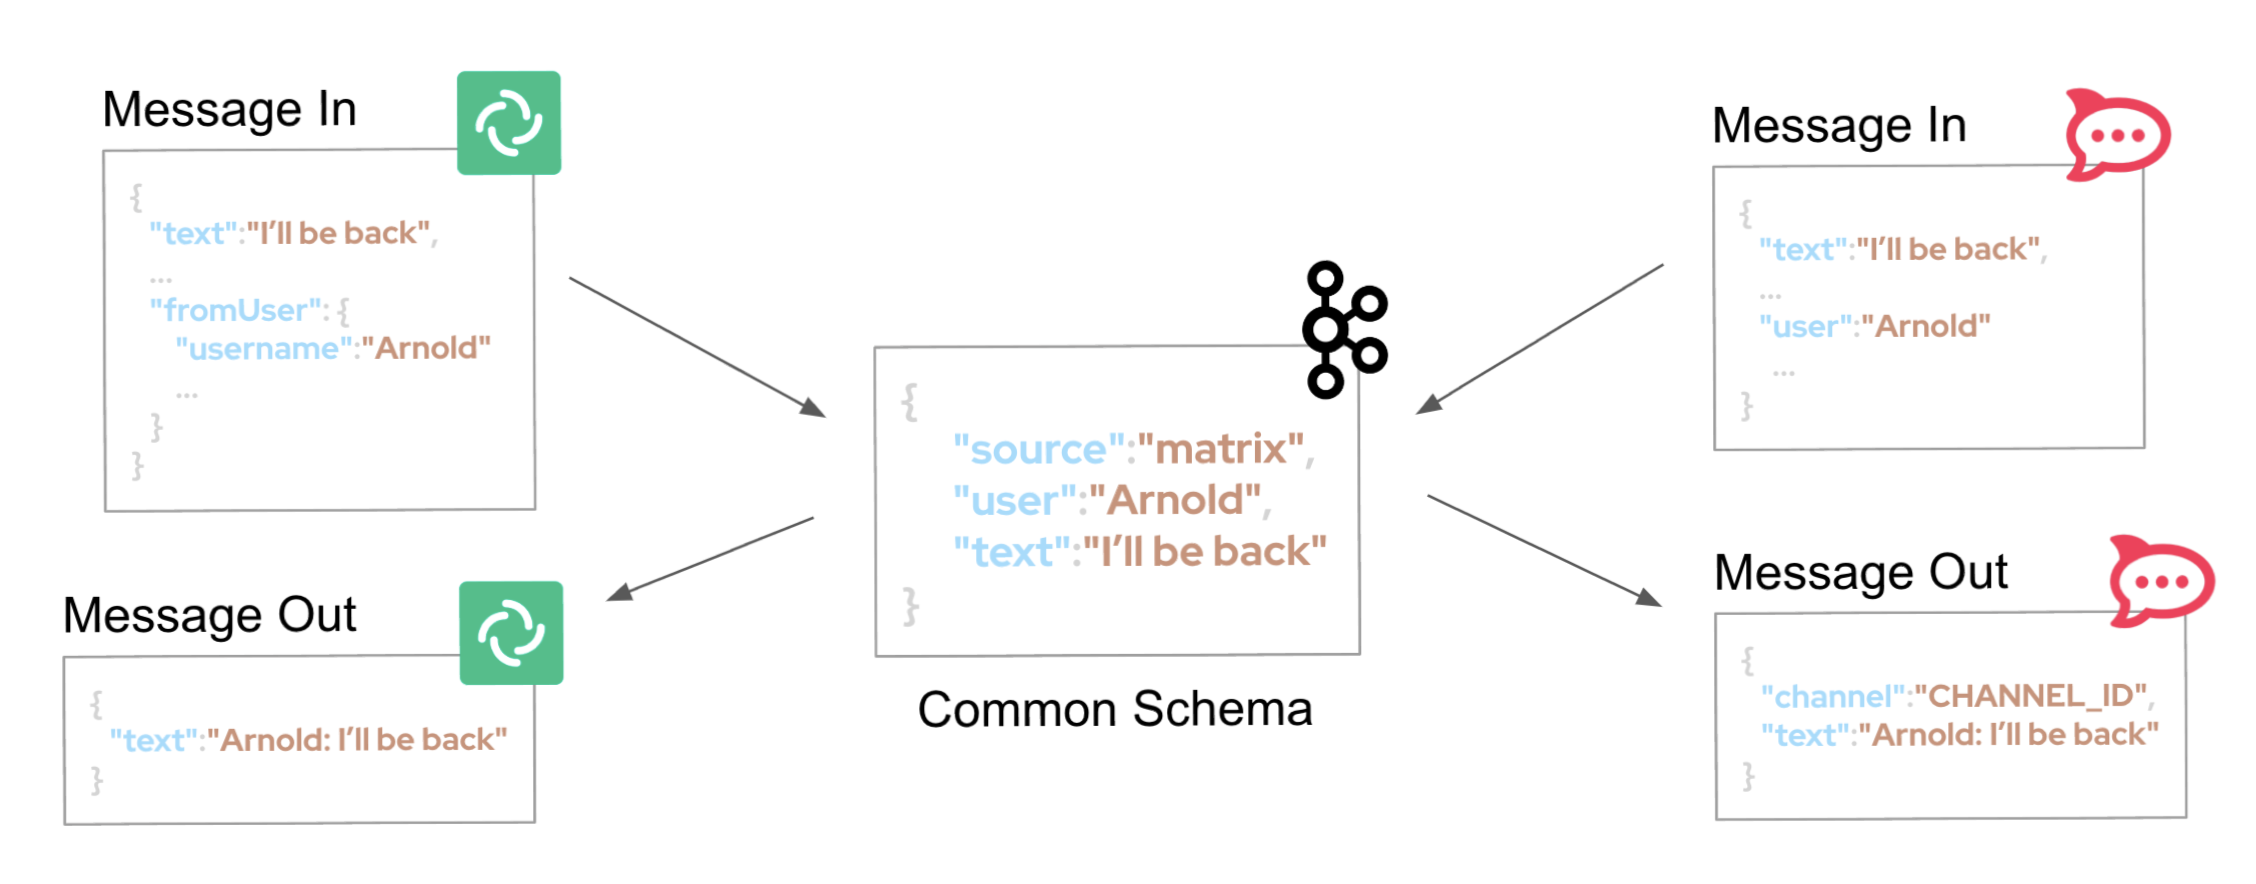 Message In
{
"text":"I’ll be back",
...
"fromUser": {
"username":"Arnold"
...
}
}
Message Out
{
"text":"Arnold: I’ll be back"
}
{
"source":"matrix",
"user":"Arnold",
"text":"I’ll be back"
}
Common Schema
Message In
{
"text":"I’ll be back",
...
"user":"Arnold"
...
}
Message Out
{
"channel":"CHANNEL_ID",
"text":"Arnold: I’ll be back"
}